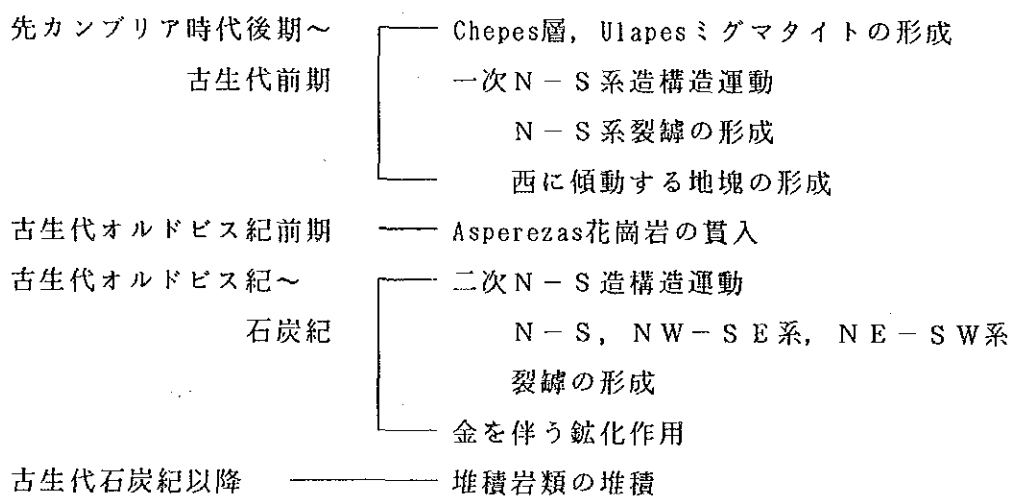 先カンブリア時代後期～ Chepes層, Ulapesミグマタイトの形成
古生代前期 一次N－S系造構造運動
N－S系裂罅の形成
西に傾動する地塊の形成
古生代オルドビス紀前期 Asperezas花崗岩の貫入
古生代オルドビス紀～ 二次N－S造構造運動
石炭紀 N－S, NW－SE系, NE－SW系
裂罅の形成
金を伴う鉱化作用
古生代石炭紀以降 堆積岩類の堆積